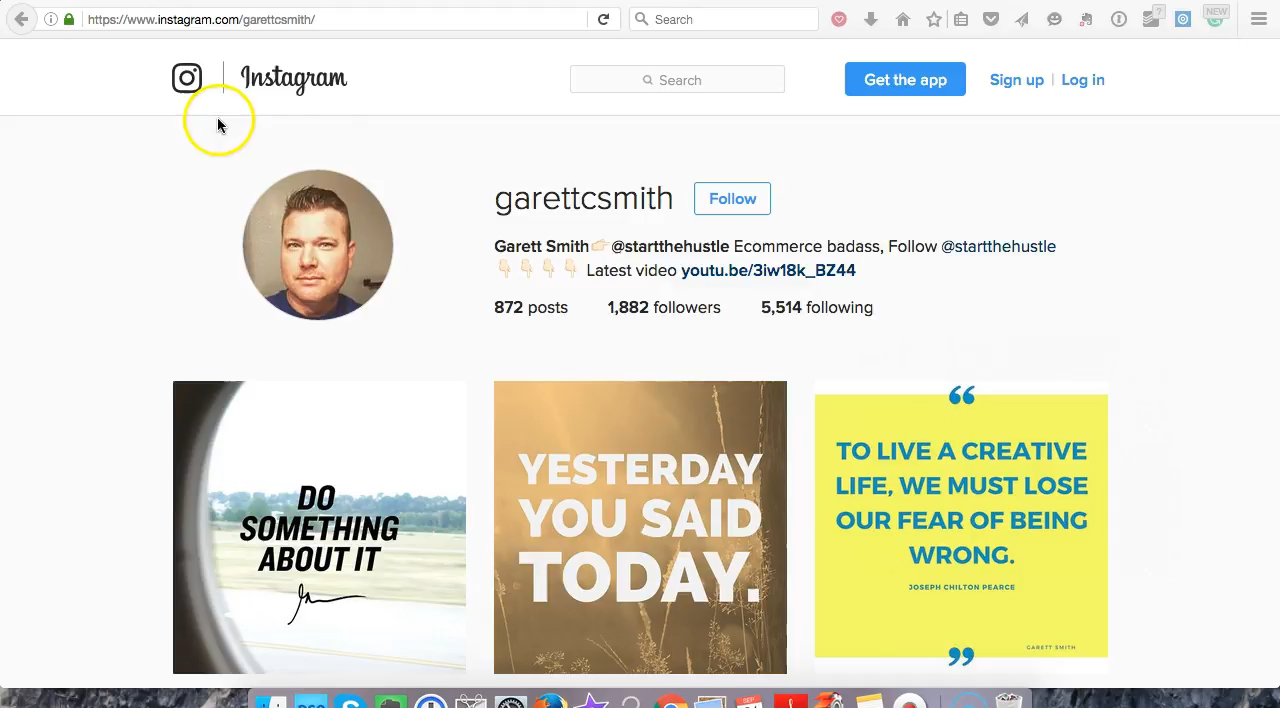 https://www.instagram.com/garettcsmith/
Search
?
NEW
Instagram
Search
Get the app
Sign up | Log in
garettcsmith
Follow
Garett Smith👉🏻@startthehustle Ecommerce badass, Follow @startthehustle
👇🏻👇🏻👇🏻👇🏻 Latest video youtu.be/3iw18k_BZ44
872 posts 1,882 followers 5,514 following
DO
SOMETHING
ABOUT IT
YESTERDAY
YOU SAID
TODAY.
“
TO LIVE A CREATIVE
LIFE, WE MUST LOSE
OUR FEAR OF BEING
WRONG.
JOSEPH CHILTON PEARCE
GARETT SMITH
”